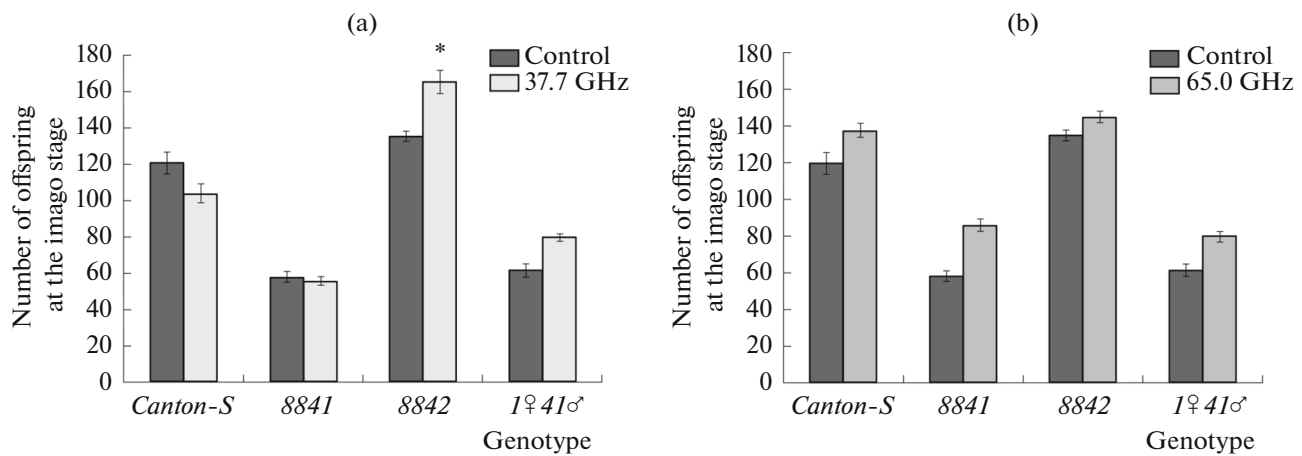 (a)
Number of offspring
at the imago stage
180
160
140
120
100
80
60
40
20
0
*
Control
37.7 GHz
Canton-S 8841 8842 1♀41♂
Genotype
(b)
Number of offspring
at the imago stage
180
160
140
120
100
80
60
40
20
0
Control
65.0 GHz
Canton-S 8841 8842 1♀41♂
Genotype